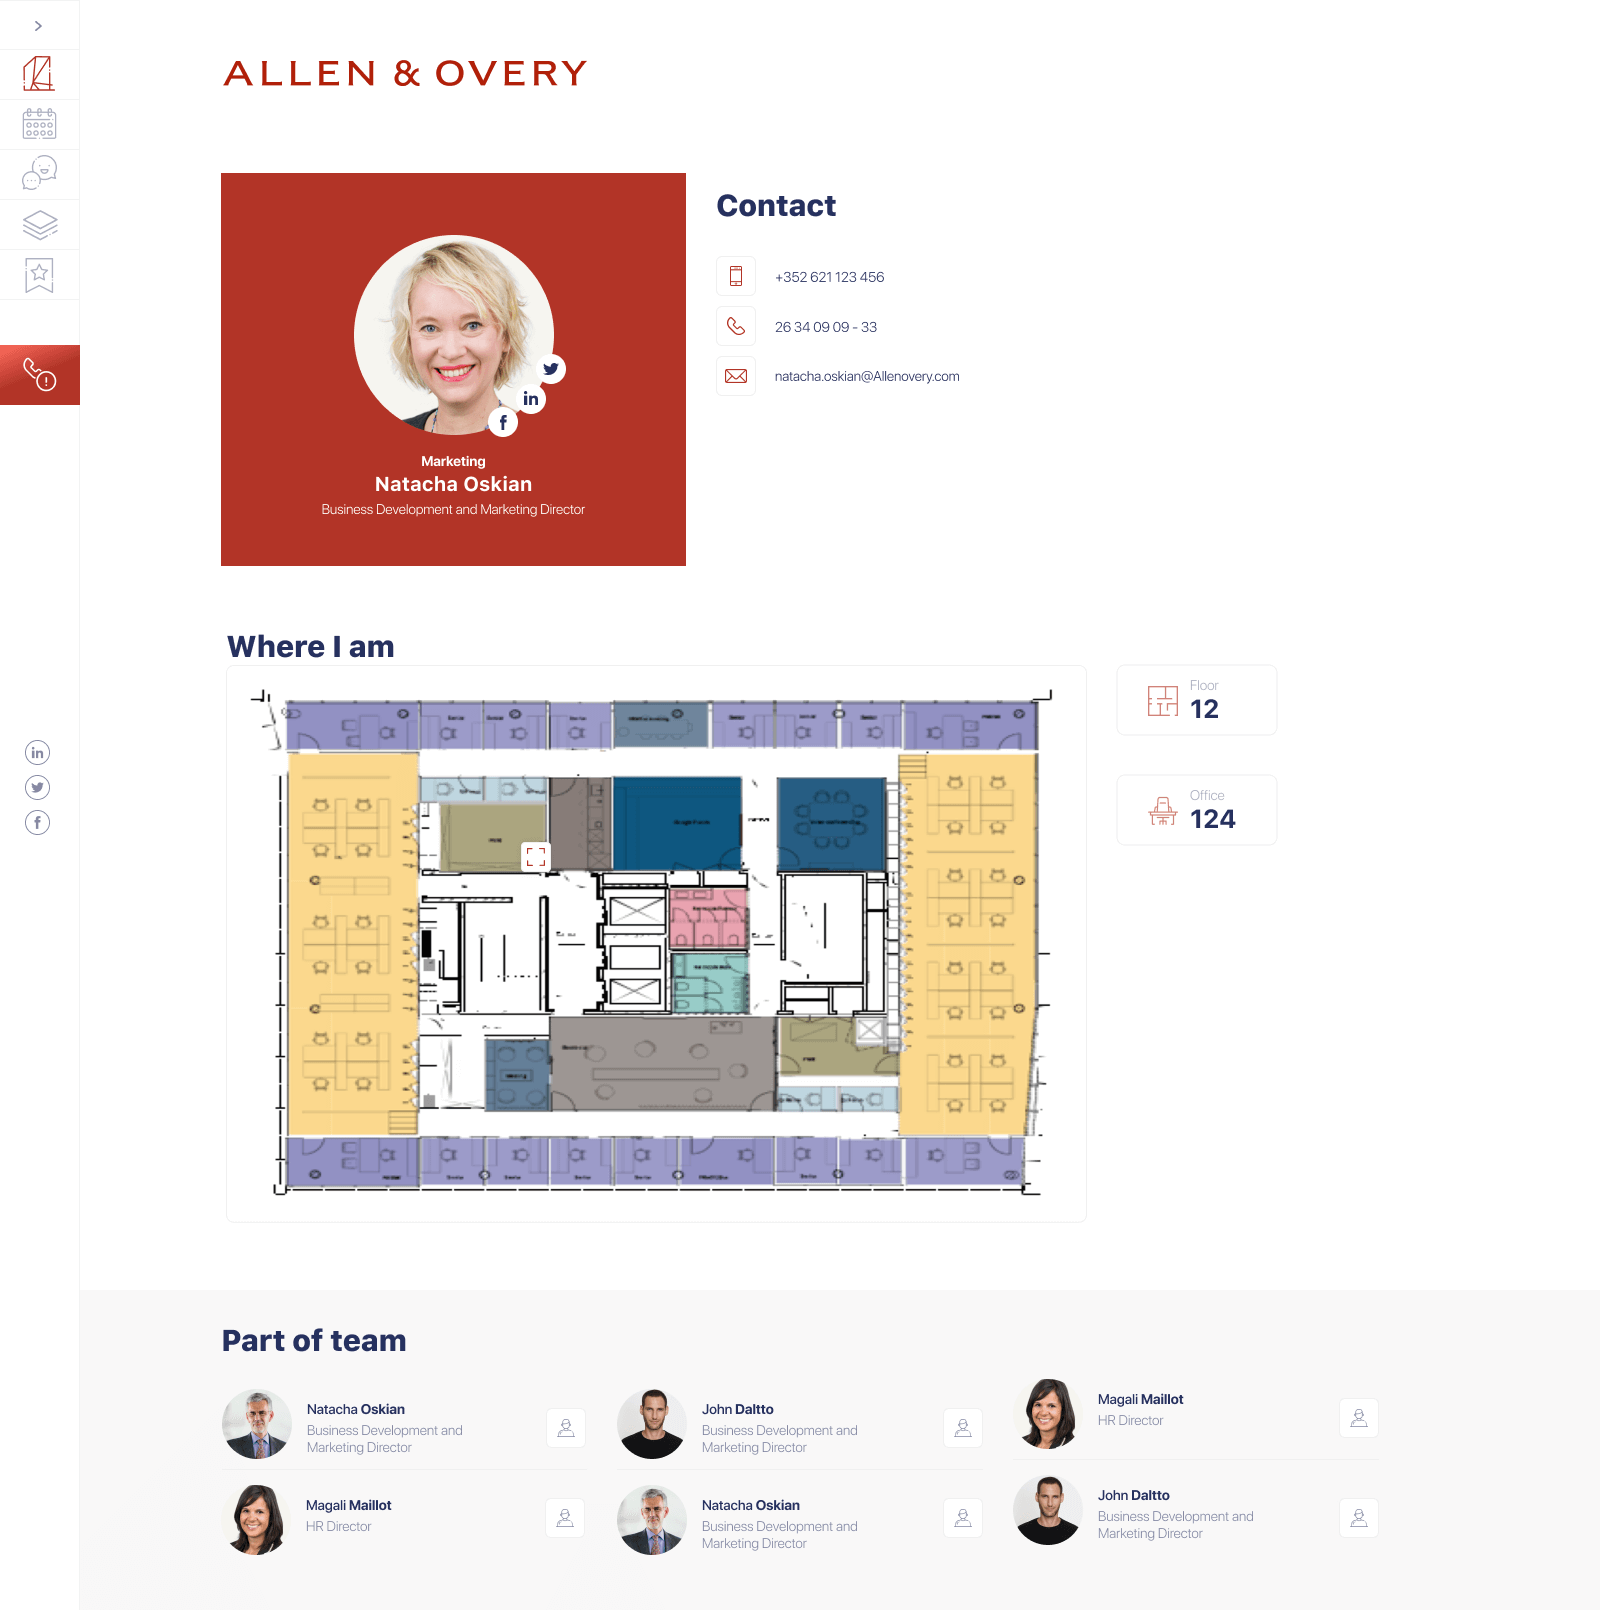 ALLEN & OVERY
Contact
+352 621 123 456
26 34 09 09 - 33
natacha.oskian@Allenovery.com
Marketing
Natacha Oskian
Business Development and Marketing Director
Where I am
Floor
12
Office
124
Part of team
Natacha Oskian
Business Development and
Marketing Director
John Daltto
Business Development and
Marketing Director
Magali Maillot
HR Director
Magali Maillot
HR Director
Natacha Oskian
Business Development and
Marketing Director
John Daltto
Business Development and
Marketing Director